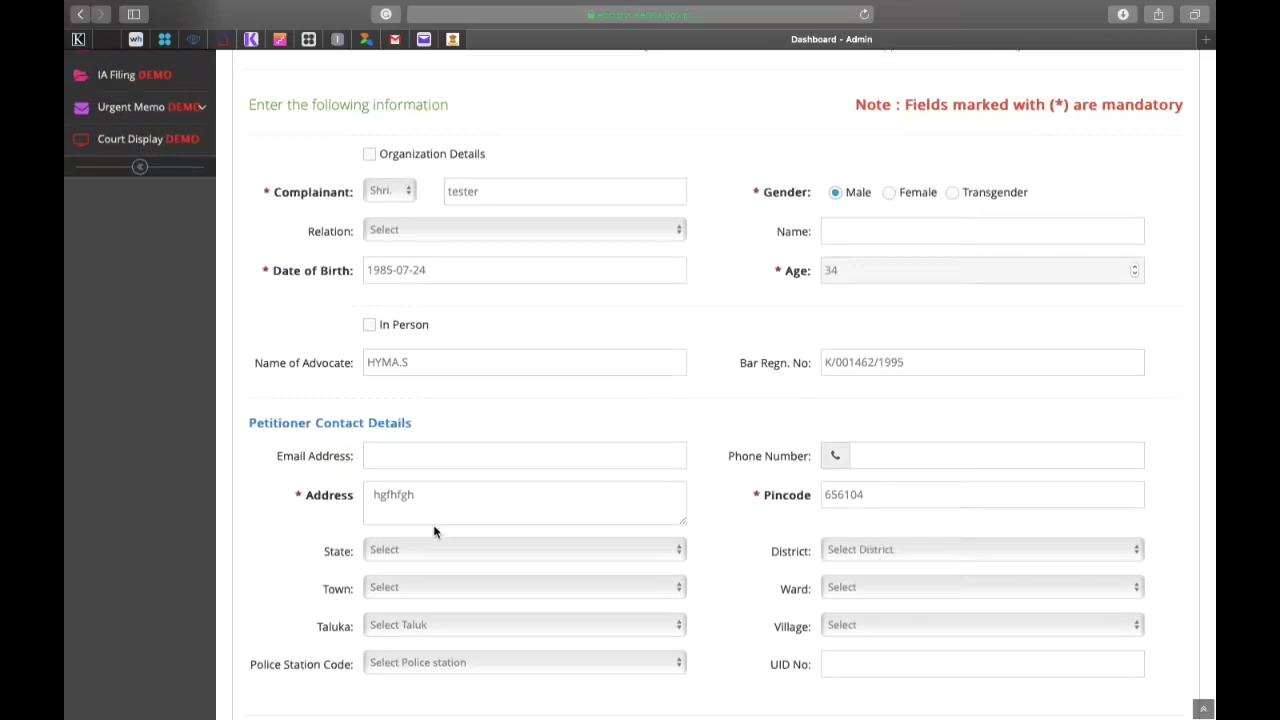 Dashboard - Admin
IA Filing DEMO
Urgent Memo DEMO
Court Display DEMO
Enter the following information
Note : Fields marked with (*) are mandatory
Organization Details
* Complainant: Shri. tester
* Gender: Male Female Transgender
Relation: Select
Name:
* Date of Birth: 1985-07-24
* Age: 34
In Person
Name of Advocate: HYMA.S
Bar Regn. No: K/001462/1995
Petitioner Contact Details
Email Address:
Phone Number:
* Address hgfhfgh
* Pincode 656104
State: Select
District: Select District
Town: Select
Ward: Select
Taluka: Select Taluk
Village: Select
Police Station Code: Select Police station
UID No: